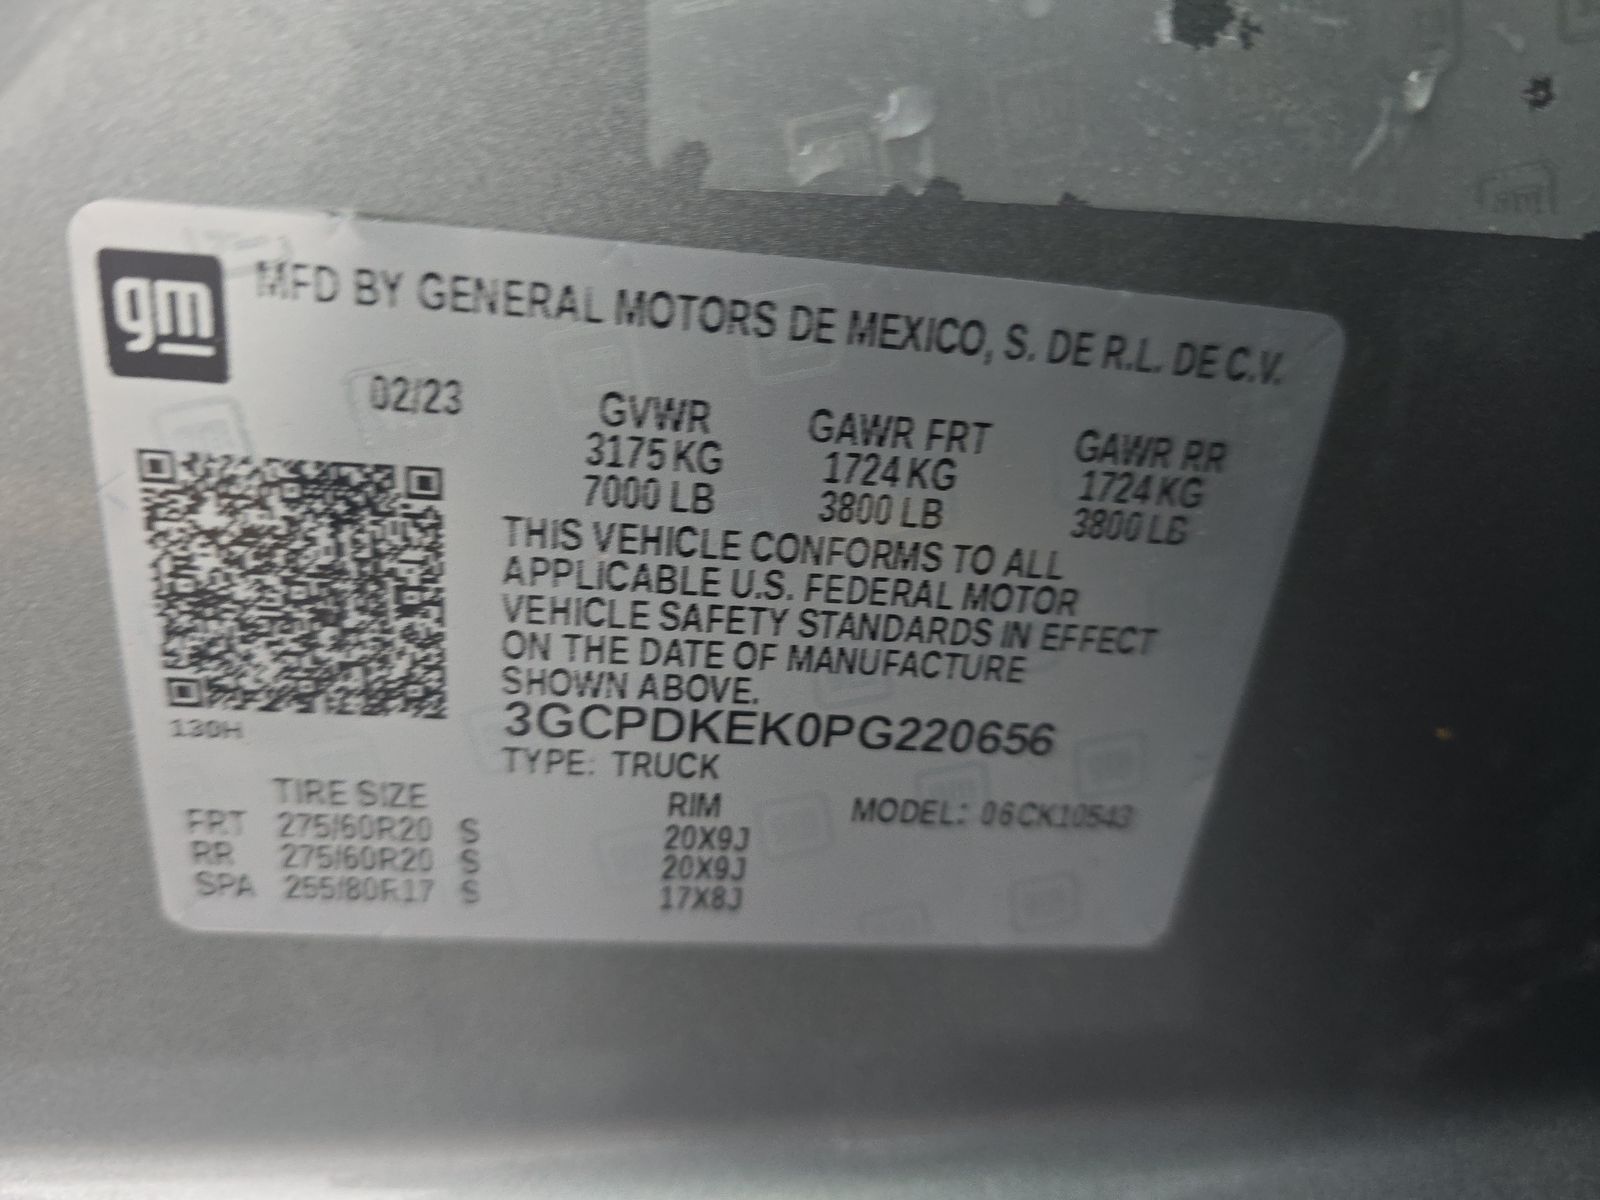 gm
MFD BY GENERAL MOTORS DE MEXICO, S. DE R.L. DE C.V.
02/23 GVWR GAWR FRT GAWR RR
3175 KG 1724 KG 1724 KG
7000 LB 3800 LB 3800 LB
THIS VEHICLE CONFORMS TO ALL
APPLICABLE U.S. FEDERAL MOTOR
VEHICLE SAFETY STANDARDS IN EFFECT
ON THE DATE OF MANUFACTURE
SHOWN ABOVE.
130H
3GCPDKEK0PG220656
TYPE: TRUCK
TIRE SIZE RIM MODEL: 06CK10543
FRT 275/60R20 S 20X9J
RR 275/60R20 S 20X9J
SPA 255/80R17 S 17X8J